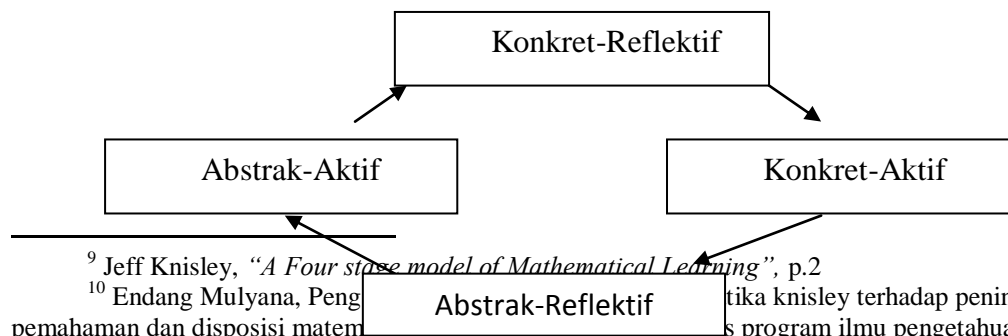 Konkret-Reflektif
Abstrak-Aktif
Konkret-Aktif
9 Jeff Knisley, “A Four stage model of Mathematical Learning”, p.2
Abstrak-Reflektif
10 Endang Mulyana, Peng tika knisley terhadap penin
pemahaman dan disposisi matem s program ilmu pengetahua